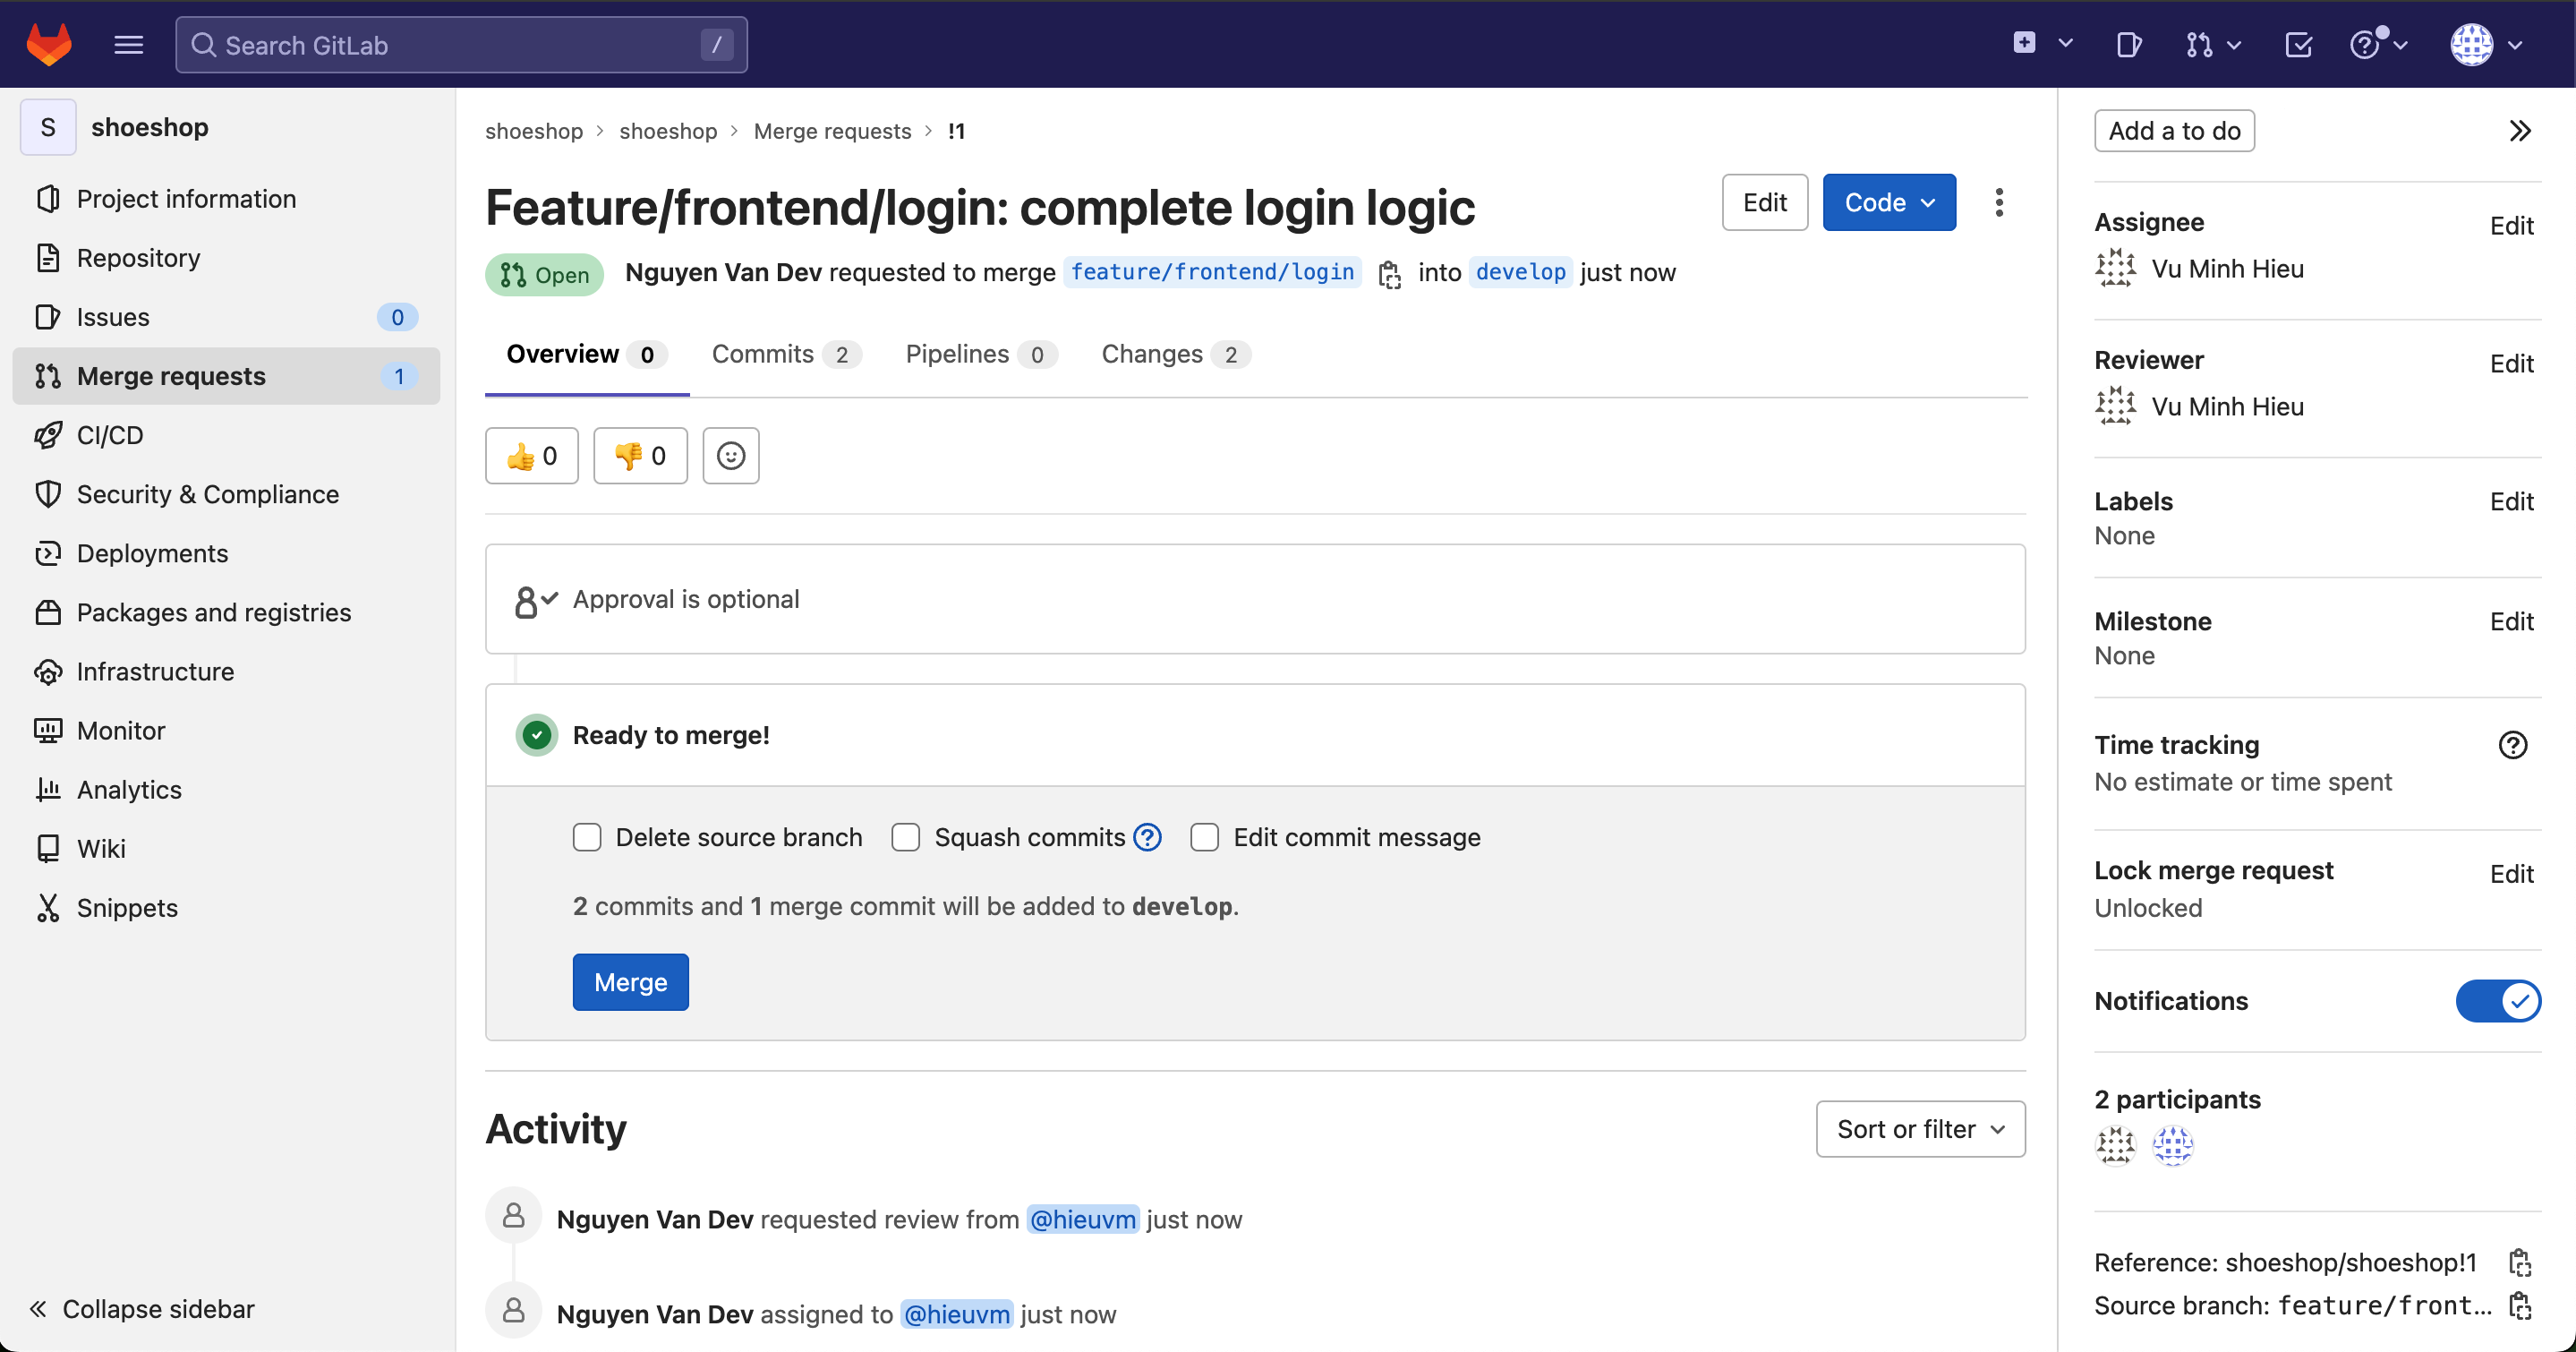 Search GitLab /
S shoeshop
Project information
Repository
Issues 0
Merge requests 1
CI/CD
Security & Compliance
Deployments
Packages and registries
Infrastructure
Monitor
Analytics
Wiki
Snippets
Collapse sidebar
shoeshop > shoeshop > Merge requests > !1
Feature/frontend/login: complete login logic
Edit Code
Open Nguyen Van Dev requested to merge feature/frontend/login into develop just now
Overview 0 Commits 2 Pipelines 0 Changes 2
👍 0 👎 0
Approval is optional
Ready to merge!
Delete source branch Squash commits ? Edit commit message
2 commits and 1 merge commit will be added to develop.
Merge
Activity
Sort or filter
Nguyen Van Dev requested review from @hieuvm just now
Nguyen Van Dev assigned to @hieuvm just now
Add a to do
Assignee Edit
Vu Minh Hieu
Reviewer Edit
Vu Minh Hieu
Labels Edit
None
Milestone Edit
None
Time tracking ?
No estimate or time spent
Lock merge request Edit
Unlocked
Notifications
2 participants
Reference: shoeshop/shoeshop!1
Source branch: feature/front...